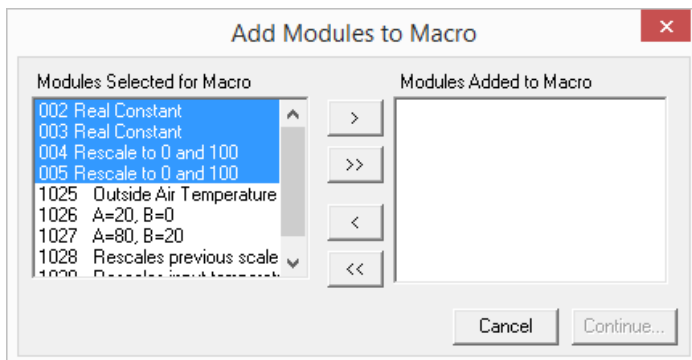 Add Modules to Macro
Modules Selected for Macro
Modules Added to Macro
002 Real Constant
003 Real Constant
004 Rescale to 0 and 100
005 Rescale to 0 and 100
1025 Outside Air Temperature
1026 A=20, B=0
1027 A=80, B=20
1028 Rescales previous scale
>
>>
<
<<
Cancel
Continue...